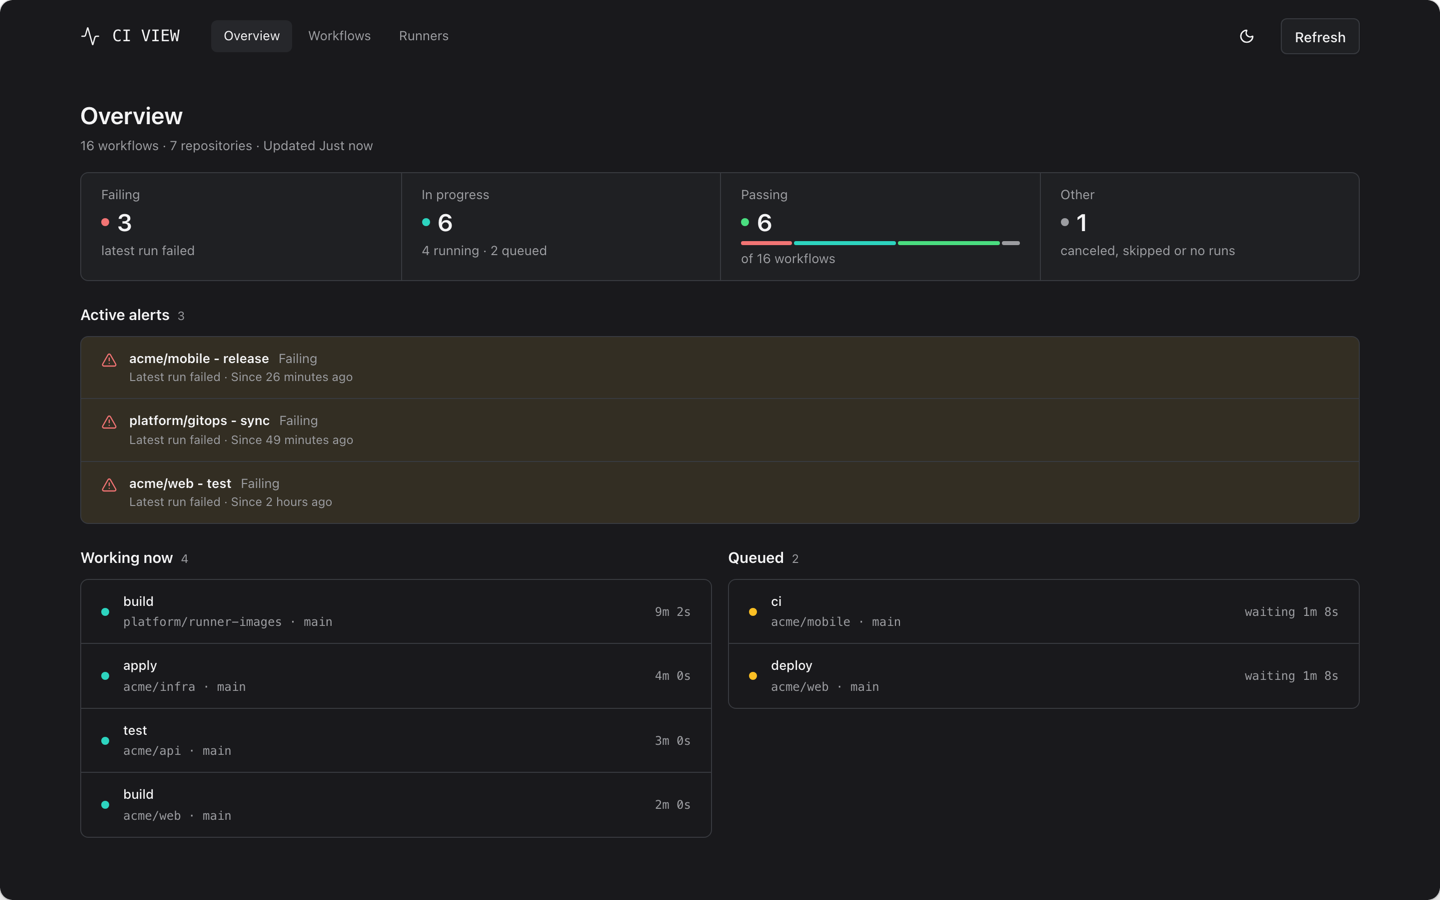 CI VIEW Overview Workflows Runners Refresh
Overview
16 workflows · 7 repositories · Updated Just now
Failing
3
latest run failed
In progress
6
4 running · 2 queued
Passing
6
of 16 workflows
Other
1
canceled, skipped or no runs
Active alerts 3
acme/mobile - release Failing
Latest run failed · Since 26 minutes ago
platform/gitops - sync Failing
Latest run failed · Since 49 minutes ago
acme/web - test Failing
Latest run failed · Since 2 hours ago
Working now 4
build
platform/runner-images · main
9m 2s
apply
acme/infra · main
4m 0s
test
acme/api · main
3m 0s
build
acme/web · main
2m 0s
Queued 2
ci
acme/mobile · main
waiting 1m 8s
deploy
acme/web · main
waiting 1m 8s